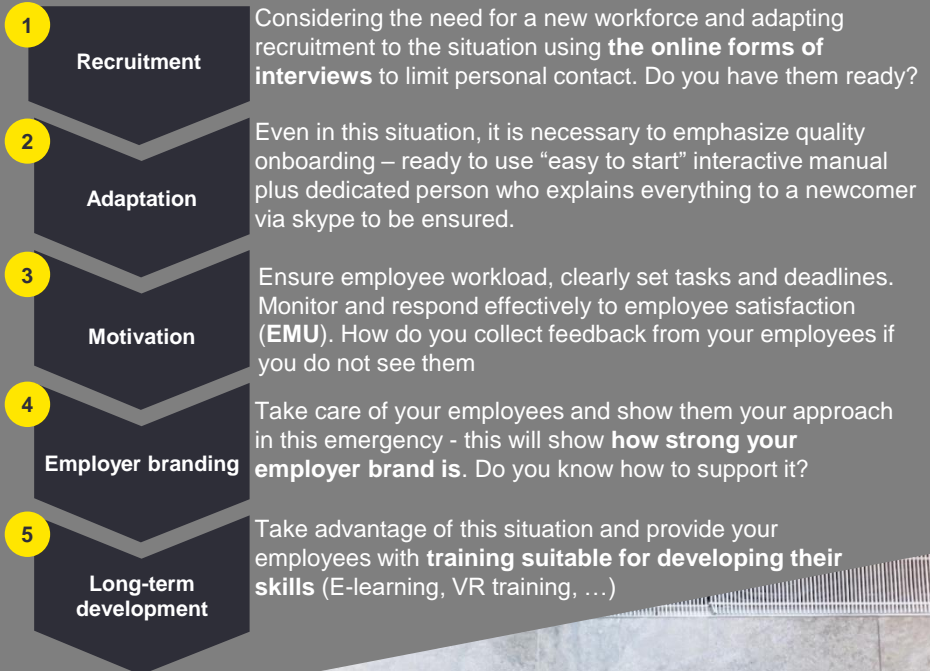 1
Recruitment
Considering the need for a new workforce and adapting
recruitment to the situation using the online forms of
interviews to limit personal contact. Do you have them ready?
2
Adaptation
Even in this situation, it is necessary to emphasize quality
onboarding – ready to use “easy to start” interactive manual
plus dedicated person who explains everything to a newcomer
via skype to be ensured.
3
Motivation
Ensure employee workload, clearly set tasks and deadlines.
Monitor and respond effectively to employee satisfaction
(EMU). How do you collect feedback from your employees if
you do not see them
4
Employer branding
Take care of your employees and show them your approach
in this emergency - this will show how strong your
employer brand is. Do you know how to support it?
5
Long-term
development
Take advantage of this situation and provide your
employees with training suitable for developing their
skills (E-learning, VR training, …)